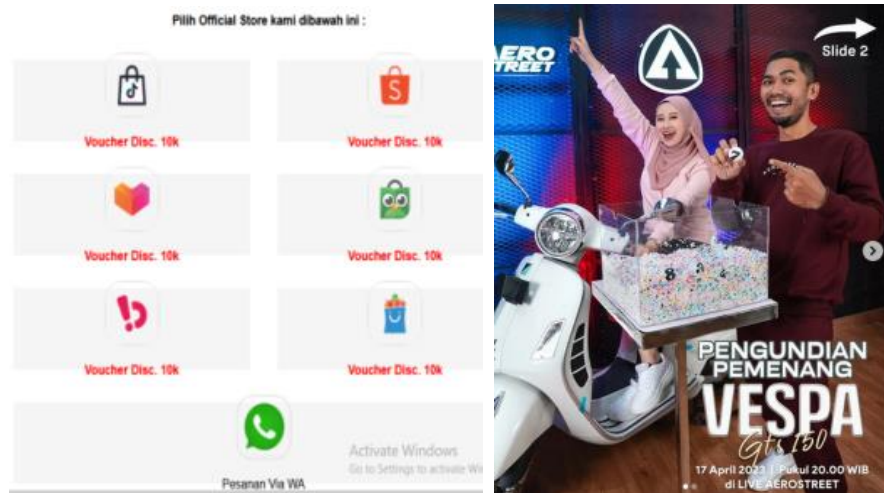 Pilih Official Store kami dibawah ini :
Voucher Disc. 10k
Voucher Disc. 10k
Voucher Disc. 10k
Voucher Disc. 10k
Voucher Disc. 10k
Voucher Disc. 10k
Pesanan Via WA
Activate Windows
Go to Settings to activate
AERO
STREET
Slide 2
PENGUNDIAN
PEMENANG
VESPA
Gts 150
17 April 2023 | Pukul 20.00 WIB
di LIVE AEROSTREET